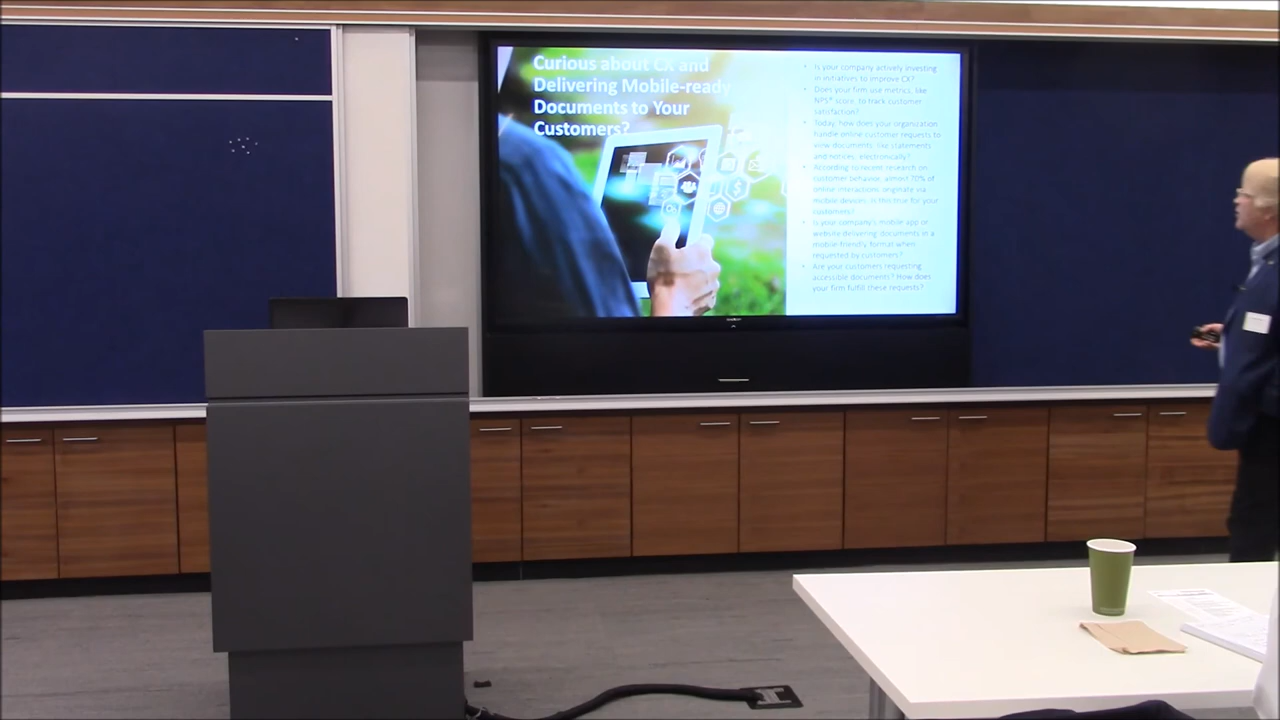 Curious about CX and
Delivering Mobile-ready
Documents to Your
Customers?
• Is your company actively investing
in initiatives to improve CX?
• Does your firm use metrics, like
NPS® score, to track customer
satisfaction?
• Today, how does your organization
handle online customer requests to
view documents, like statements
and notices, electronically?
• According to recent research on
customer behavior, almost 70% of
online interactions originate via
mobile devices. Is this true for your
customers?
• Is your company's mobile app or
website delivering documents in a
mobile-friendly format when
requested by customers?
• Are your customers requesting
accessible documents? How does
your firm fulfill these requests?